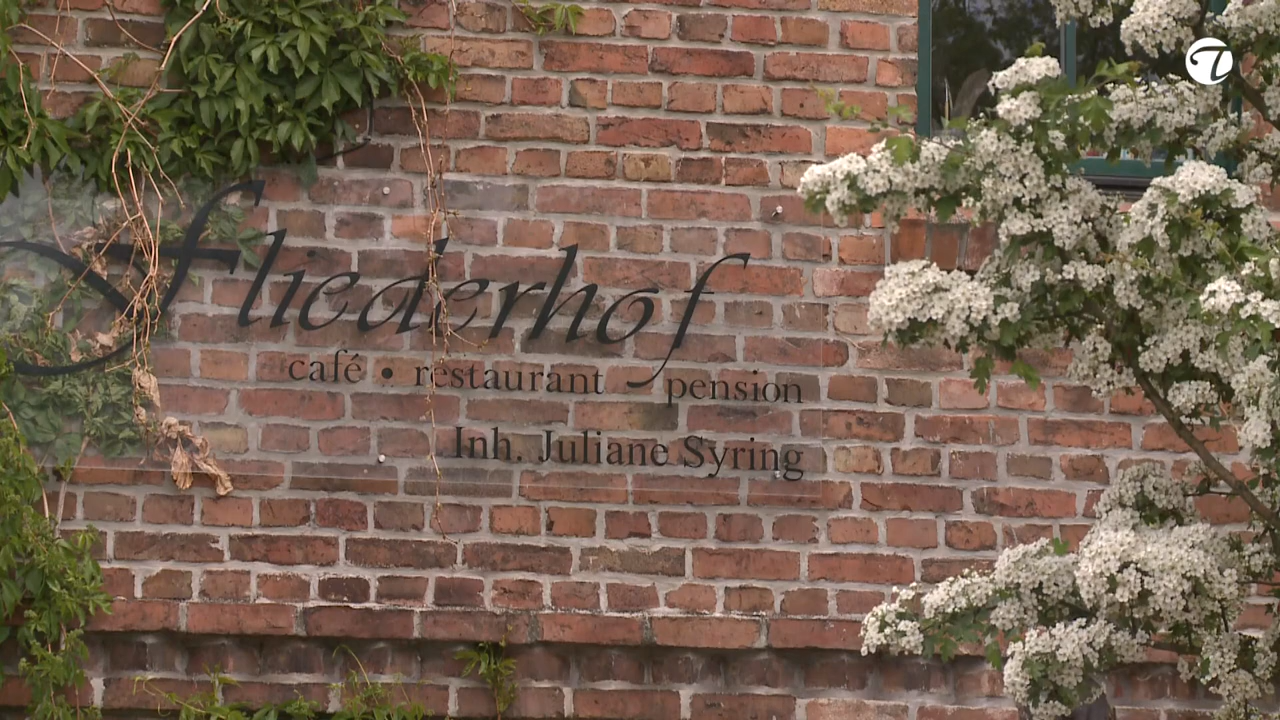 Fliederhof
café • restaurant • pension
Inh. Juliane Syring